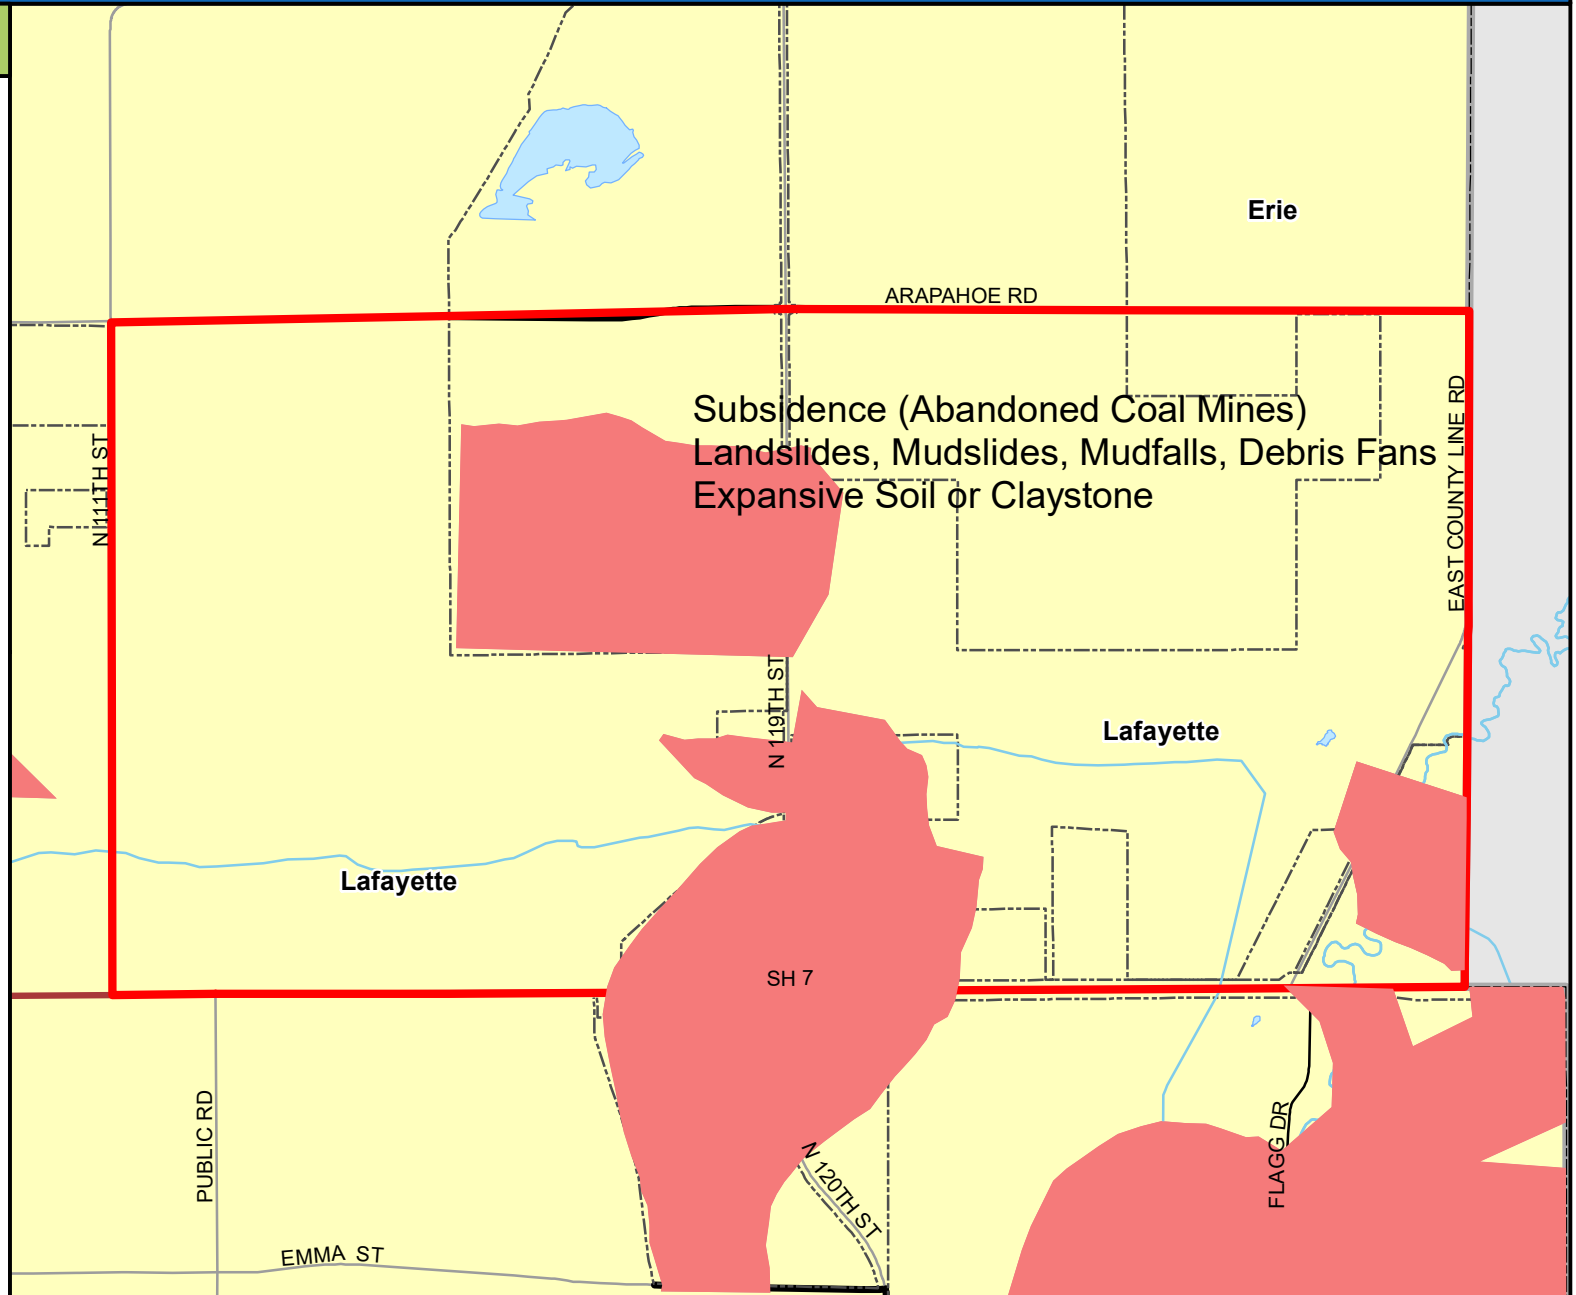 Erie
ARAPAHOE RD
Subsidence (Abandoned Coal Mines)
Landslides, Mudslides, Mudfalls, Debris Fans
Expansive Soil or Claystone
N 111TH ST
EAST COUNTY LINE RD
N 119TH ST
Lafayette
Lafayette
SH 7
PUBLIC RD
FLAGG DR
N 120TH ST
EMMA ST